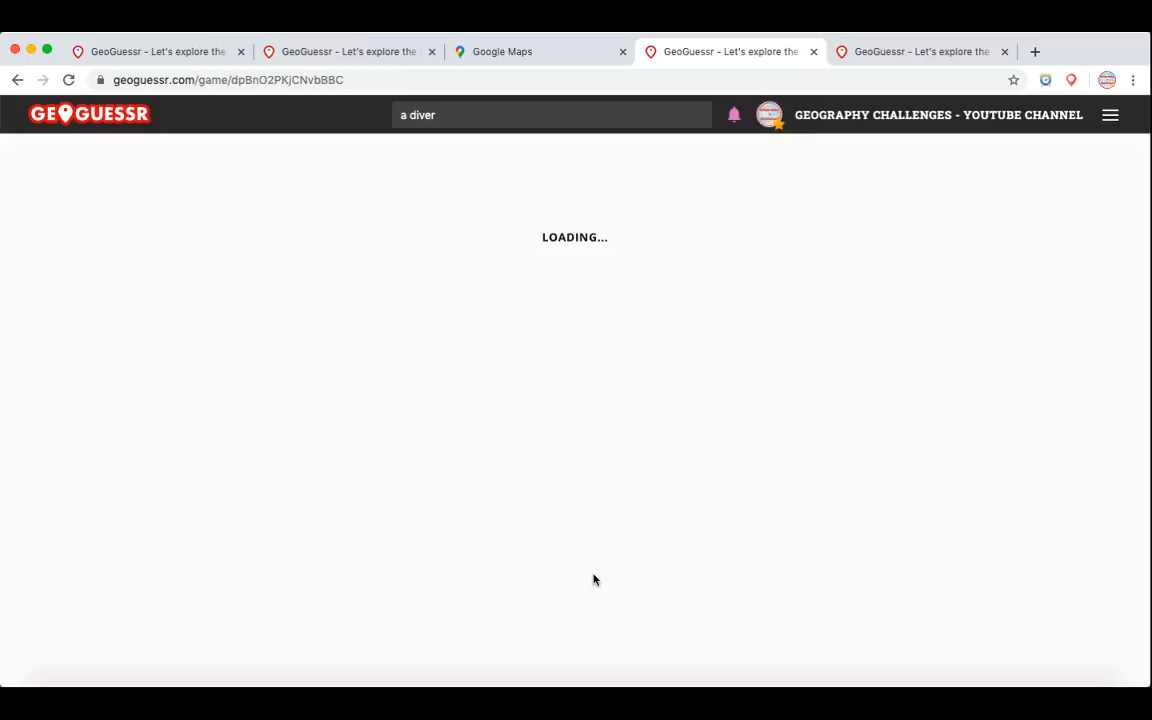 GeoGuessr - Let's explore the
GeoGuessr - Let's explore the
Google Maps
GeoGuessr - Let's explore the
GeoGuessr - Let's explore the
geoguessr.com/game/dpBnO2PKjCNvbBBC
GEOGUESSR
a diver
GEOGRAPHY CHALLENGES - YOUTUBE CHANNEL
LOADING...